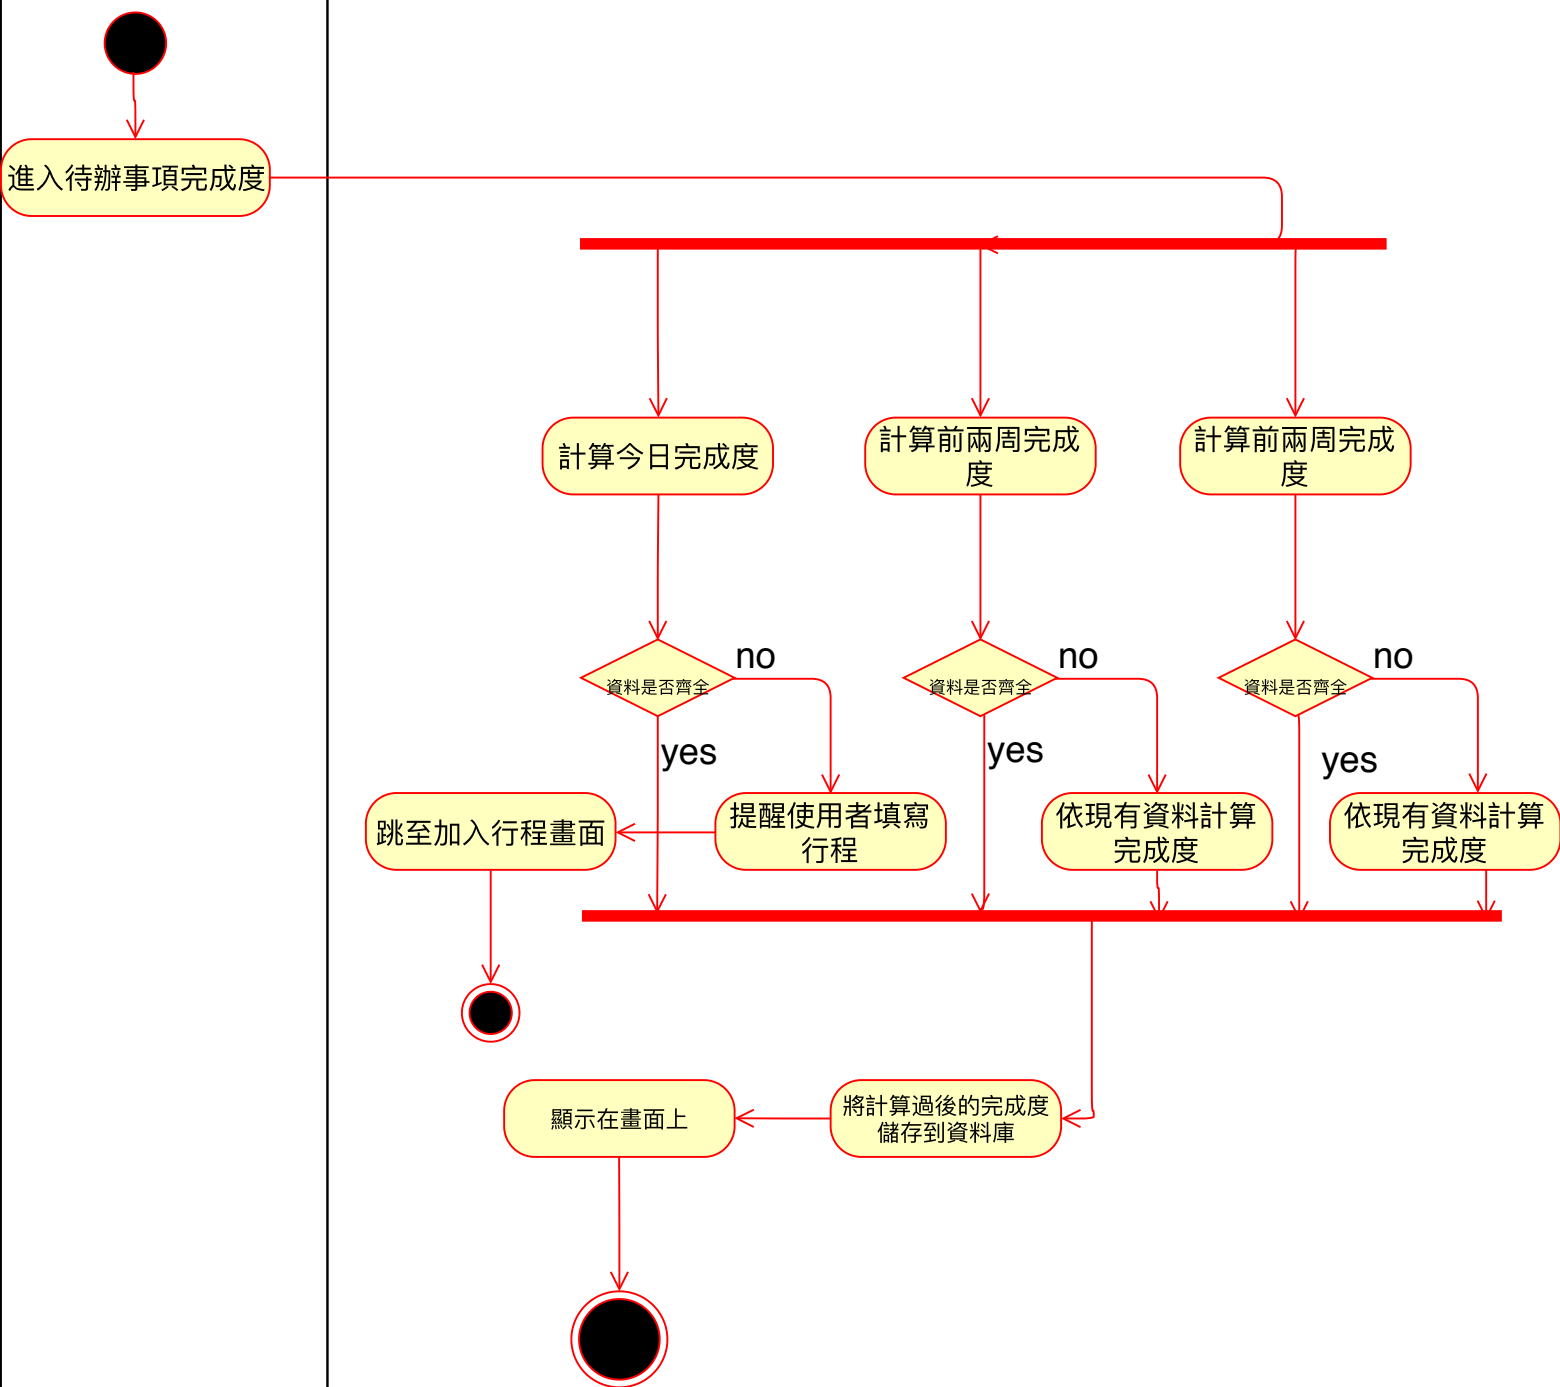 進入待辦事項完成度
計算今日完成度
計算前兩周完成
度
計算前兩周完成
度
資料是否齊全
no
資料是否齊全
no
資料是否齊全
no
yes
yes
yes
跳至加入行程畫面
提醒使用者填寫
行程
依現有資料計算
完成度
依現有資料計算
完成度
顯示在畫面上
將計算過後的完成度
儲存到資料庫